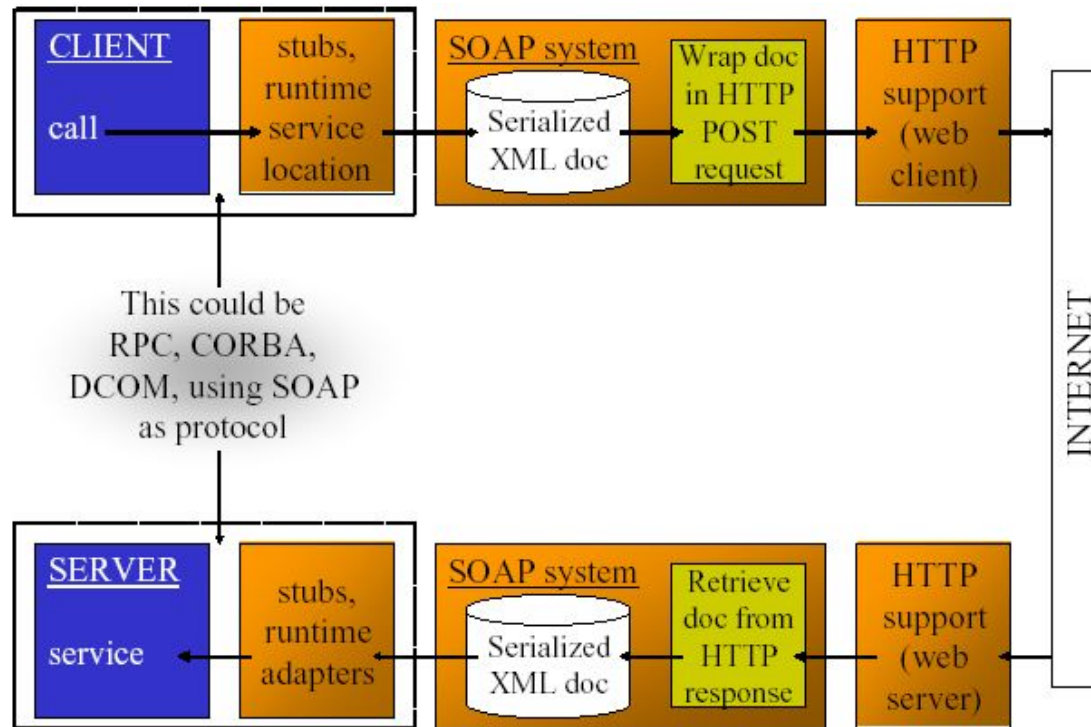 CLIENT
call
stubs,
runtime
service
location
SOAP system
Serialized
XML doc
Wrap doc
in HTTP
POST
request
HTTP
support
(web
client)
INTERNET
This could be
RPC, CORBA,
DCOM, using SOAP
as protocol
SERVER
service
stubs,
runtime
adapters
SOAP system
Serialized
XML doc
Retrieve
doc from
HTTP
response
HTTP
support
(web
server)